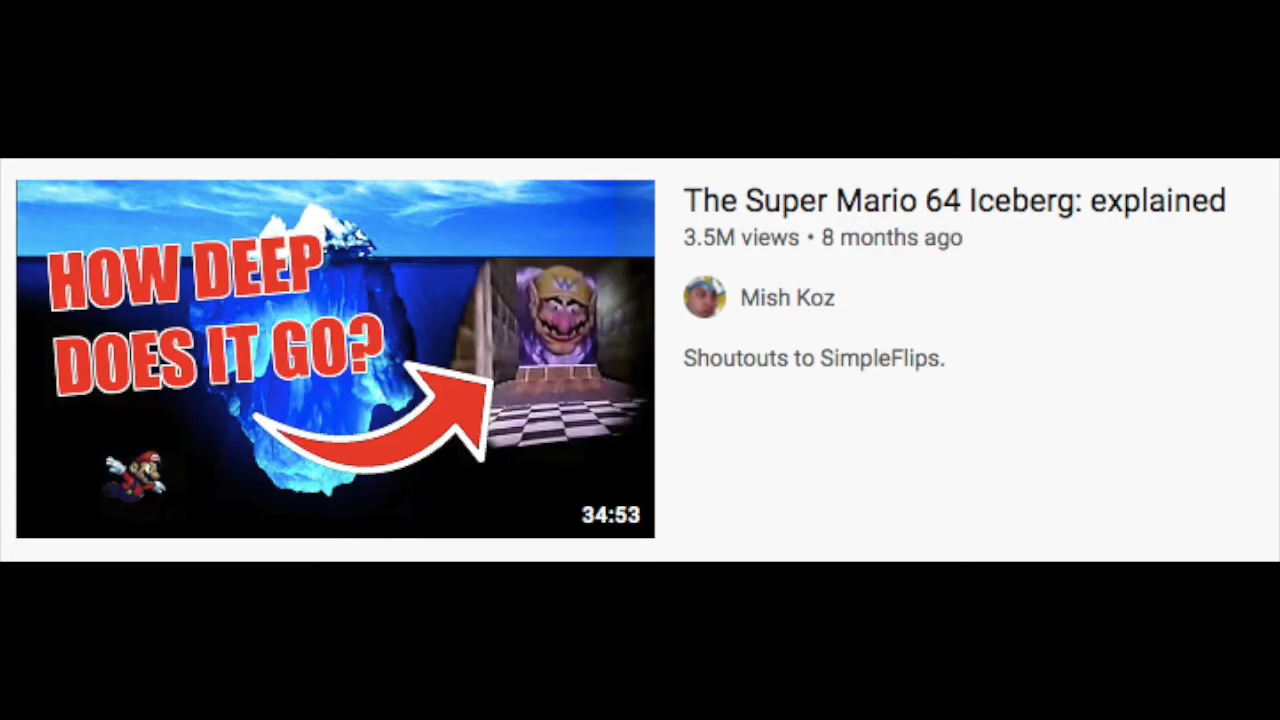 HOW DEEP
DOES IT GO?
34:53
The Super Mario 64 Iceberg: explained
3.5M views • 8 months ago
Mish Koz
Shoutouts to SimpleFlips.